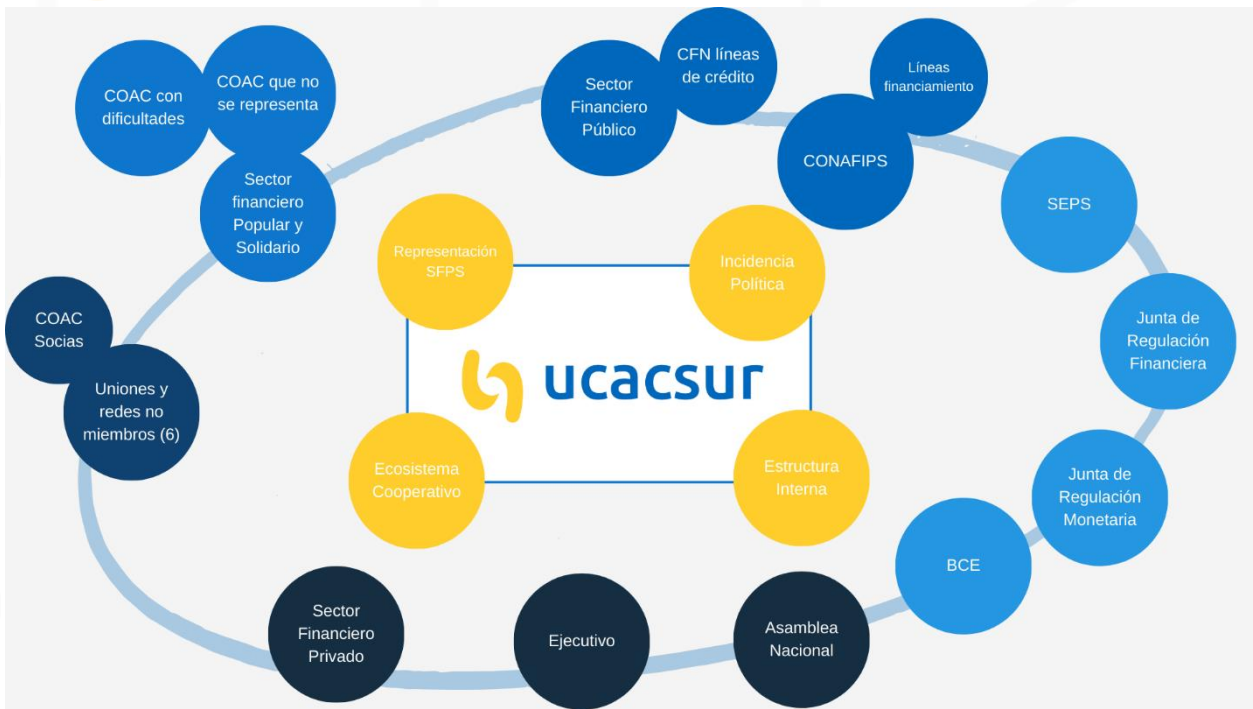 COAC con
dificultades
COAC que no
se representa
Sector
financiero
Popular y
Solidario
Sector
Financiero
Público
CFN líneas
de crédito
Líneas
financiamiento
CONAFIPS
SEPS
Junta de
Regulación
Financiera
Junta de
Regulación
Monetaria
BCE
Asamblea
Nacional
Ejecutivo
Sector
Financiero
Privado
Uniones y
redes no
miembros (6)
COAC
Socias
Representación
SFPS
Incidencia
Política
ucacsur
Ecosistema
Cooperativo
Estructura
Interna